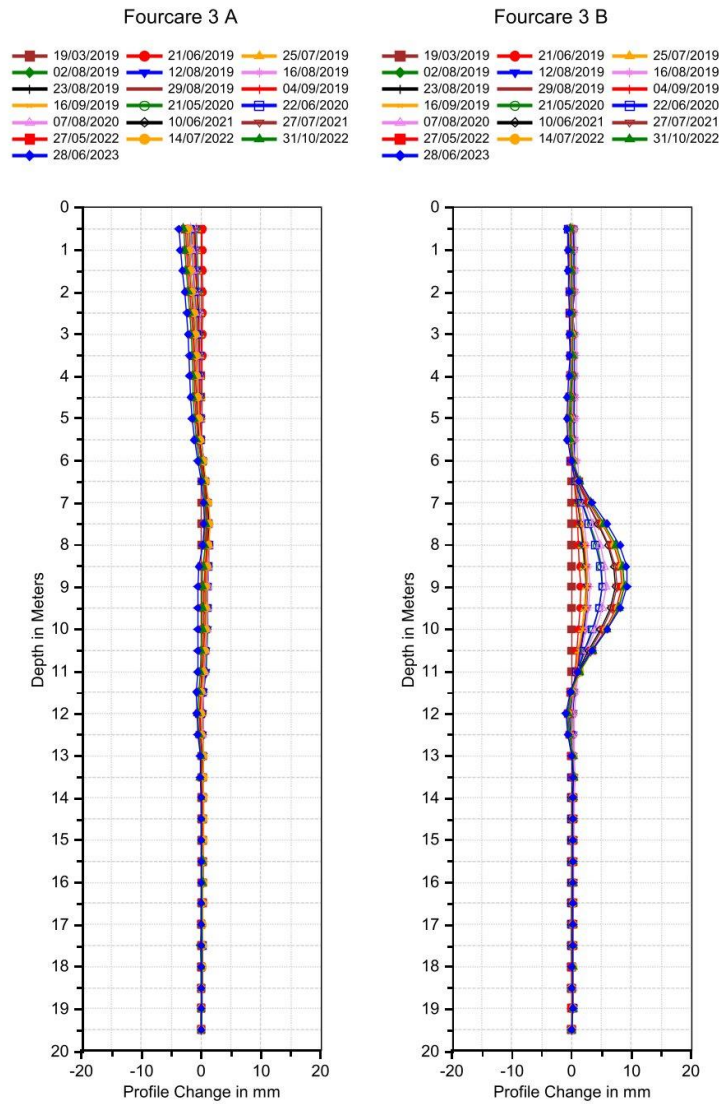 Fourcare 3 A
19/03/2019 21/06/2019 25/07/2019
02/08/2019 12/08/2019 16/08/2019
23/08/2019 29/08/2019 04/09/2019
16/09/2019 21/05/2020 22/06/2020
07/08/2020 10/06/2021 27/07/2021
27/05/2022 14/07/2022 31/10/2022
28/06/2023
0
1
2
3
4
5
6
7
8
9
10
11
12
13
14
15
16
17
18
19
20
Depth in Meters
-20 -10 0 10 20
Profile Change in mm
Fourcare 3 B
19/03/2019 21/06/2019 25/07/2019
02/08/2019 12/08/2019 16/08/2019
23/08/2019 29/08/2019 04/09/2019
16/09/2019 21/05/2020 22/06/2020
07/08/2020 10/06/2021 27/07/2021
27/05/2022 14/07/2022 31/10/2022
28/06/2023
0
1
2
3
4
5
6
7
8
9
10
11
12
13
14
15
16
17
18
19
20
Depth in Meters
-20 -10 0 10 20
Profile Change in mm